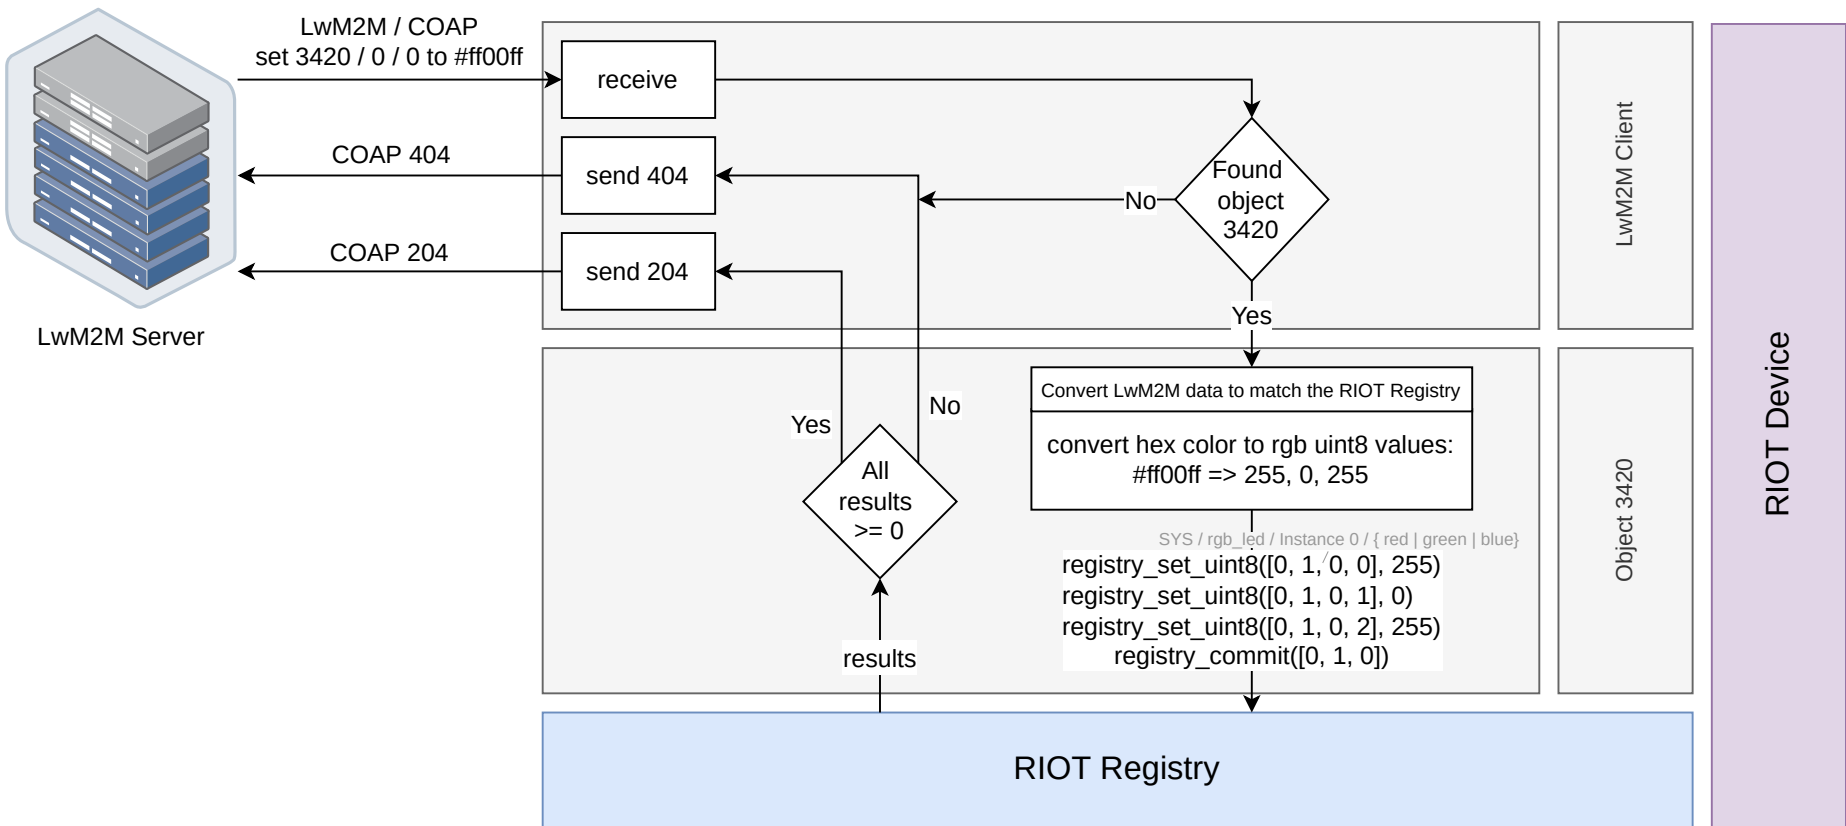 LwM2M / COAP
set 3420 / 0 / 0 to #ff00ff
receive
COAP 404
send 404
COAP 204
send 204
LwM2M Server
Found
object
3420
No
Yes
LwM2M Client
Convert LwM2M data to match the RIOT Registry
convert hex color to rgb uint8 values:
#ff00ff => 255, 0, 255
SYS / rgb_led / Instance 0 / { red | green | blue}
registry_set_uint8([0, 1, 0, 0], 255)
registry_set_uint8([0, 1, 0, 1], 0)
registry_set_uint8([0, 1, 0, 2], 255)
registry_commit([0, 1, 0])
Yes
No
All
results
>= 0
results
Object 3420
RIOT Registry
RIOT Device